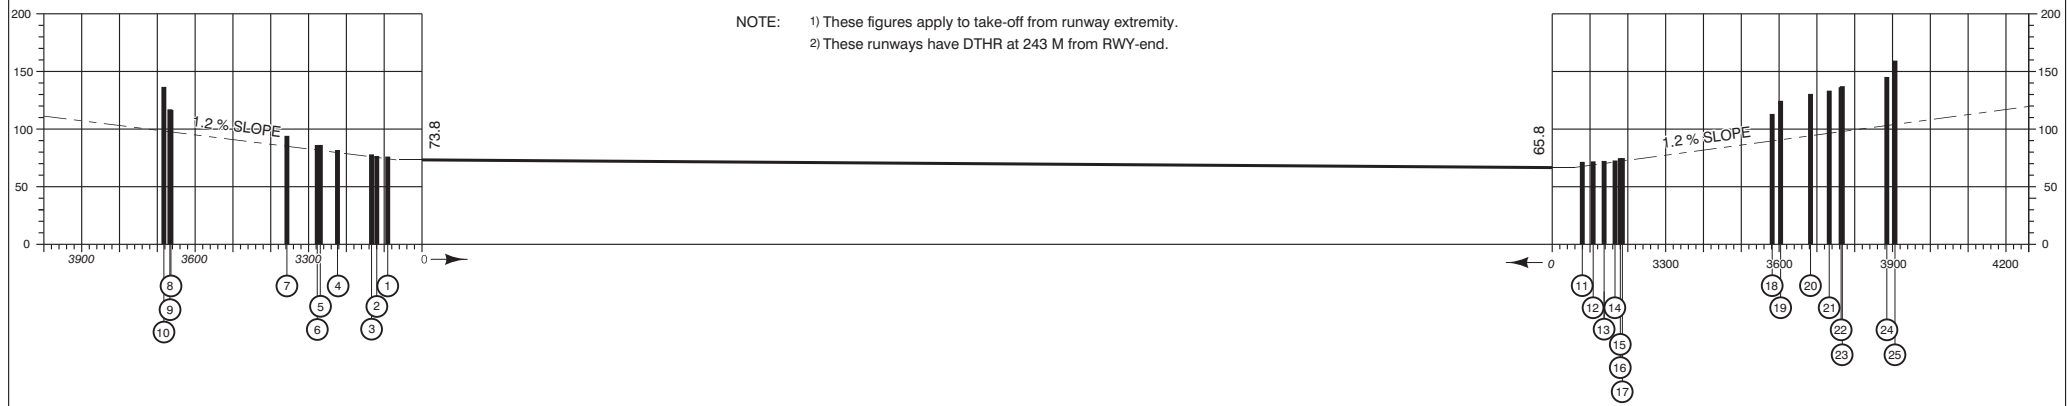 NOTE: 1) These figures apply to take-off from runway extremity.
2) These runways have DTHR at 243 M from RWY-end.
200
150
100
50
0
1.2 % SLOPE
73.8
3900 3600 3300 0
8 7 4 1
9 5 2
10 6 3
65.8
1.2 % SLOPE
200
150
100
50
0
0 3300 3600 3900 4200
11 18 20
12 14 19 21
13 22 24
15 23 25
16
17